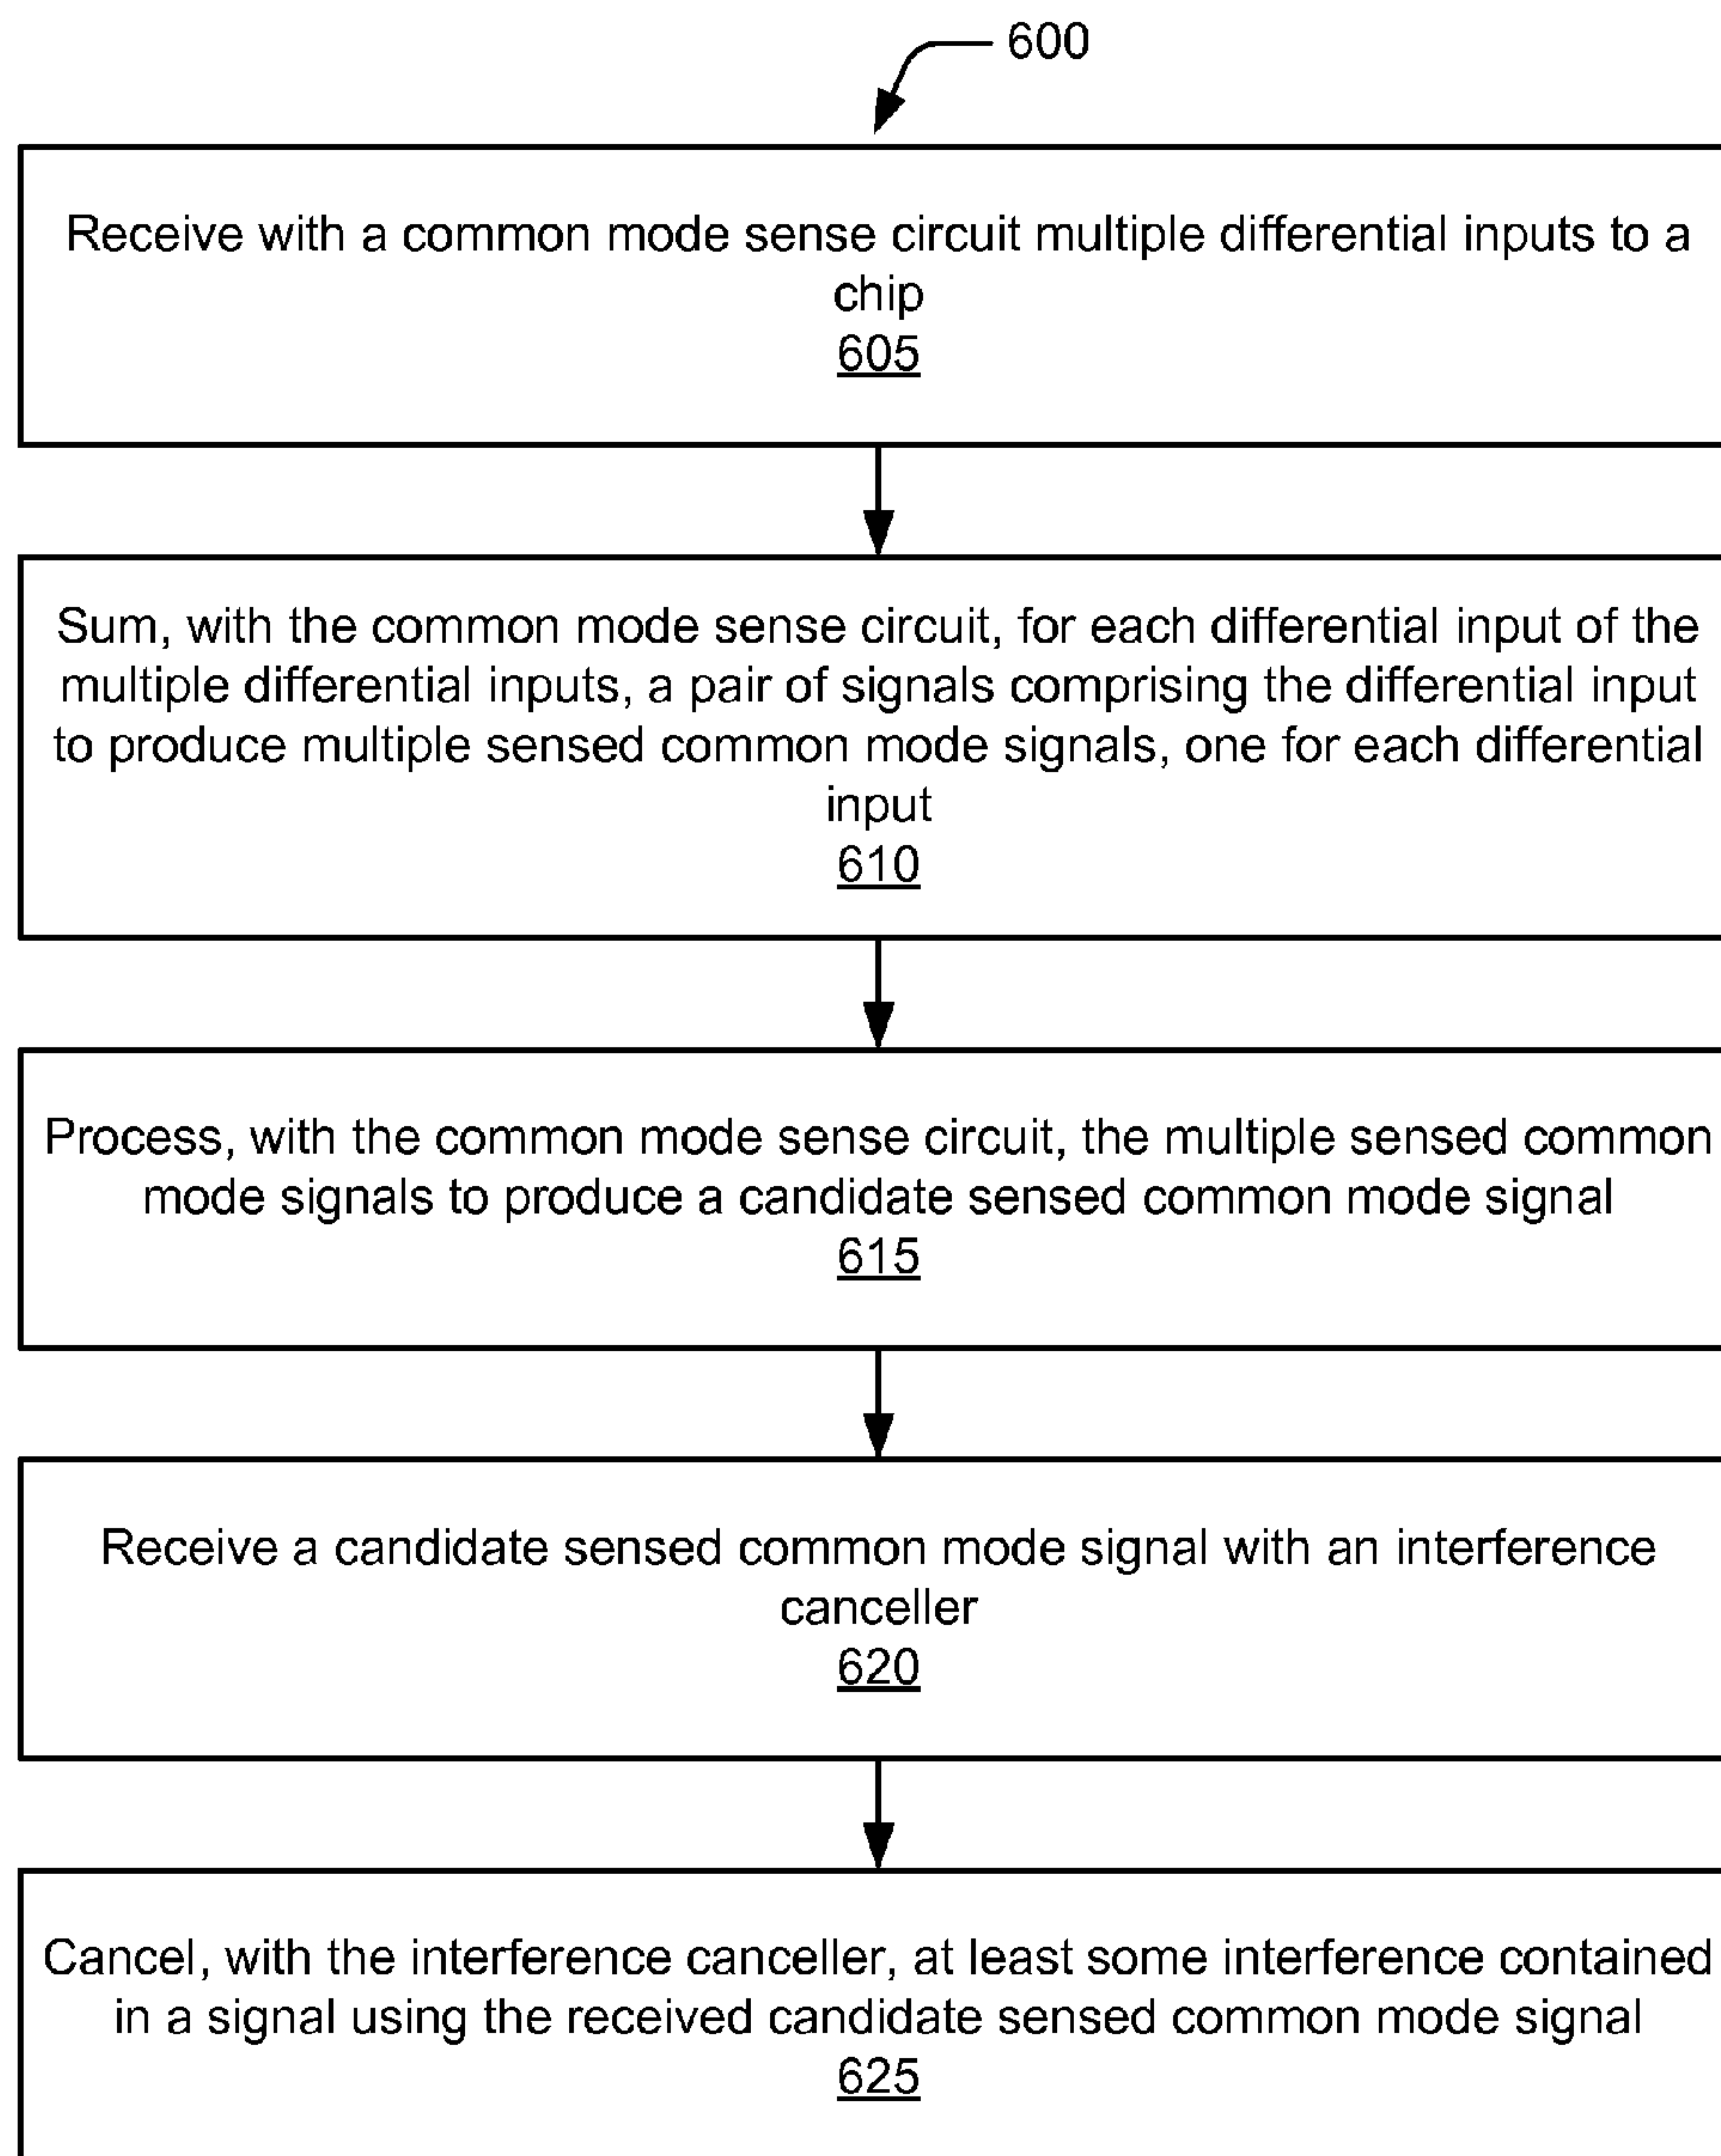 600
Receive with a common mode sense circuit multiple differential inputs to a
chip
605
Sum, with the common mode sense circuit, for each differential input of the
multiple differential inputs, a pair of signals comprising the differential input
to produce multiple sensed common mode signals, one for each differential
input
610
Process, with the common mode sense circuit, the multiple sensed common
mode signals to produce a candidate sensed common mode signal
615
Receive a candidate sensed common mode signal with an interference
canceller
620
Cancel, with the interference canceller, at least some interference contained
in a signal using the received candidate sensed common mode signal
625